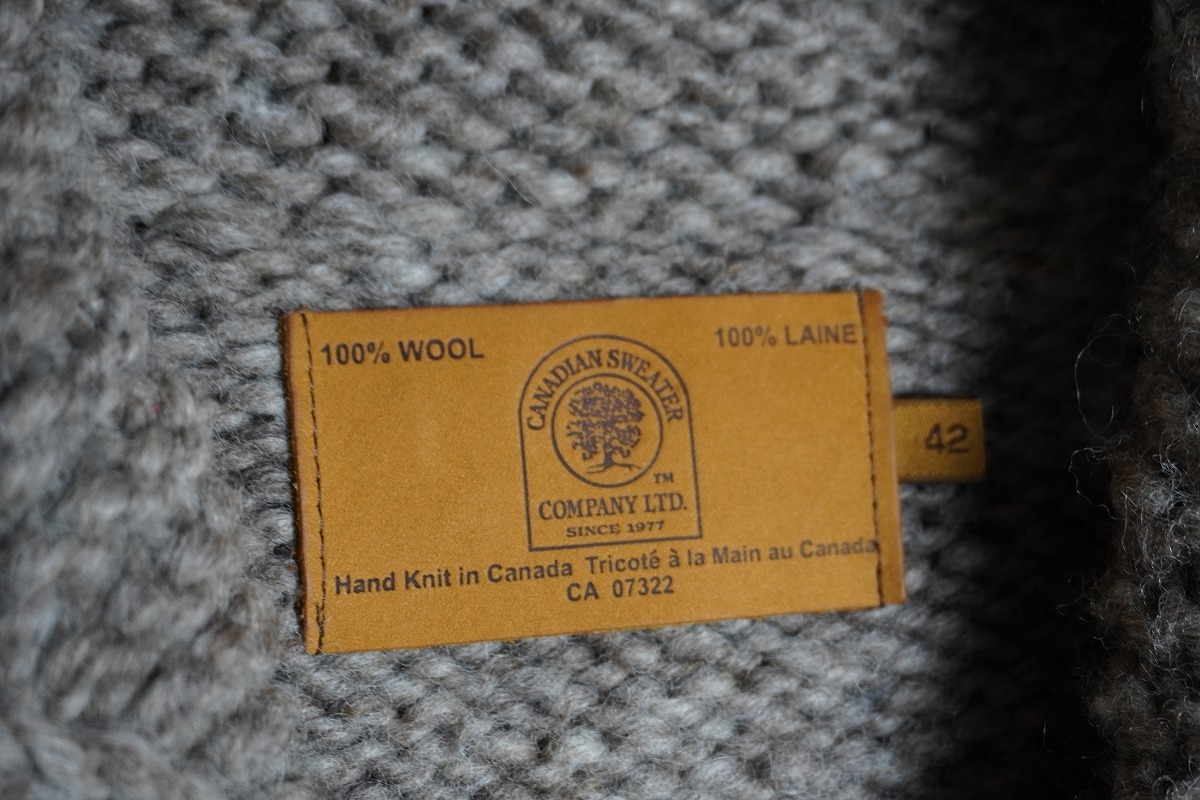 100% WOOL 100% LAINE
CANADIAN SWEATER
TM
COMPANY LTD.
SINCE 1977
42
Hand Knit in Canada Tricoté à la Main au Canada
CA 07322